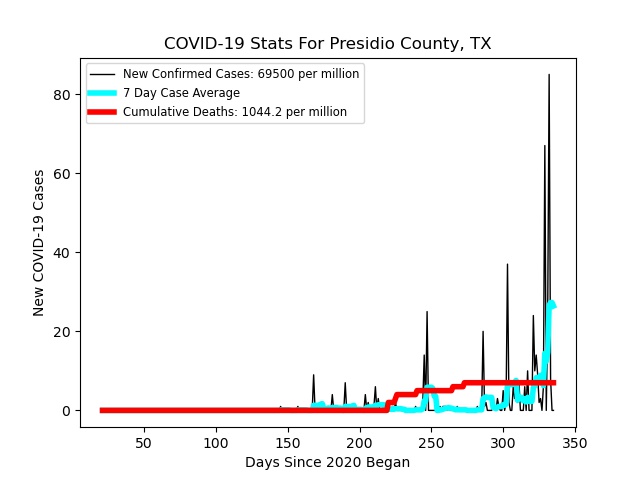 COVID-19 Stats For Presidio County, TX
New Confirmed Cases: 69500 per million
7 Day Case Average
Cumulative Deaths: 1044.2 per million
New COVID-19 Cases
80
60
40
20
0
50 100 150 200 250 300 350
Days Since 2020 Began